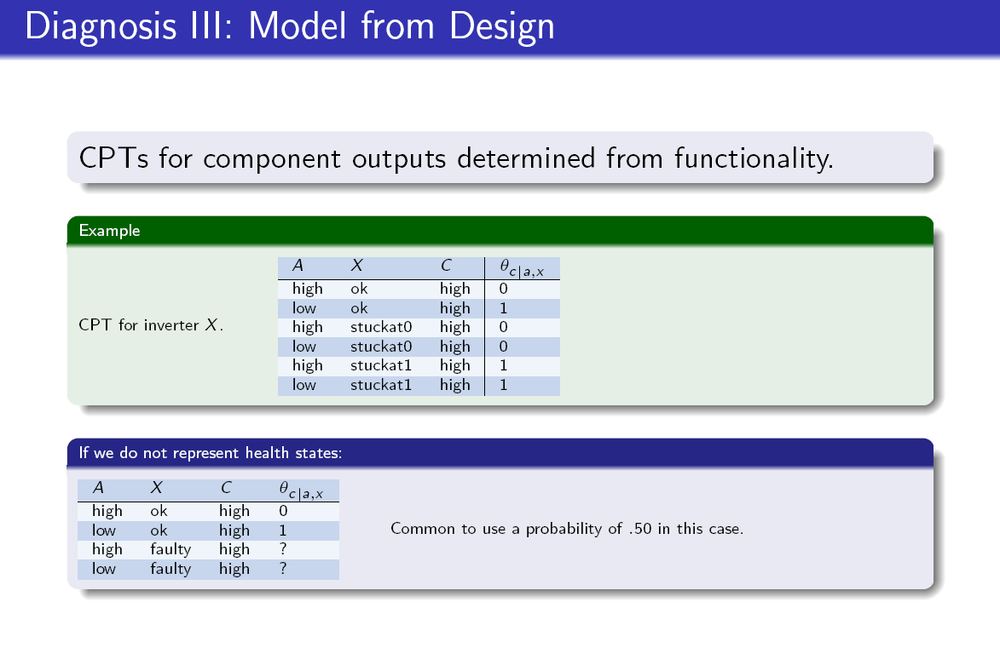 Diagnosis III: Model from Design
CPTs for component outputs determined from functionality.
Example
CPT for inverter X.
A X C θc|a,x
high ok high 0
low ok high 1
high stuckat0 high 0
low stuckat0 high 0
high stuckat1 high 1
low stuckat1 high 1
If we do not represent health states:
A X C θc|a,x
high ok high 0
low ok high 1
high faulty high ?
low faulty high ?
Common to use a probability of .50 in this case.